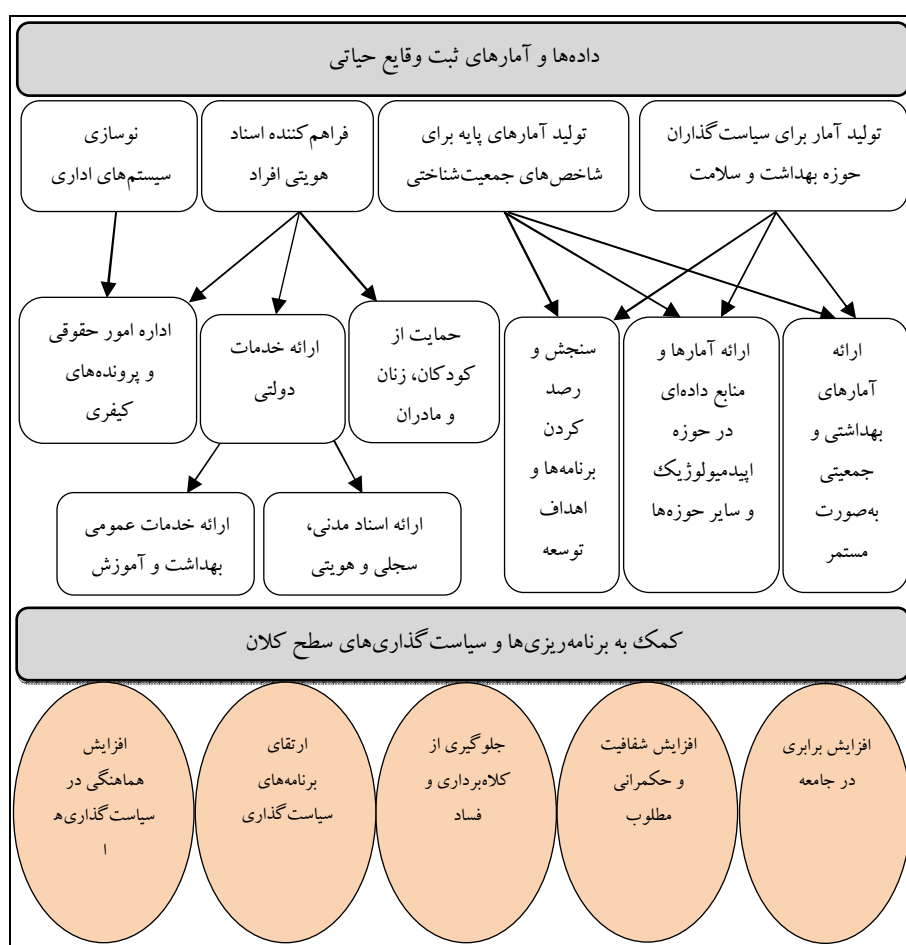 داده‌ها و آمارهای ثبت وقایع حیاتی
تولید آمار برای سیاست‌گذاران
حوزه بهداشت و سلامت
تولید آمارهای پایه برای
شاخص‌های جمعیت‌شناختی
فراهم‌کننده اسناد
هویتی افراد
نوسازی
سیستم‌های اداری
ارائه
آمارهای
بهداشتی و
جمعیتی
به‌صورت
مستمر
ارائه آمارها و
منابع داده‌ای
در حوزه
اپیدمیولوژیک
و سایر حوزه‌ها
سنجش و
رصد
کردن
برنامه‌ها و
اهداف
توسعه
حمایت از
کودکان، زنان
و مادران
ارائه خدمات
دولتی
اداره امور حقوقی
و پرونده‌های
کیفری
ارائه اسناد مدنی،
سجلی و هویتی
ارائه خدمات عمومی
بهداشت و آموزش
کمک به برنامه‌ریزی‌ها و سیاست‌گذاری‌های سطح کلان
افزایش برابری
در جامعه
افزایش شفافیت
و حکمرانی
مطلوب
جلوگیری از
کلاه‌برداری و
فساد
ارتقای
برنامه‌های
سیاست‌گذاری
افزایش
هماهنگی در
سیاست‌گذاری‌ه
ا